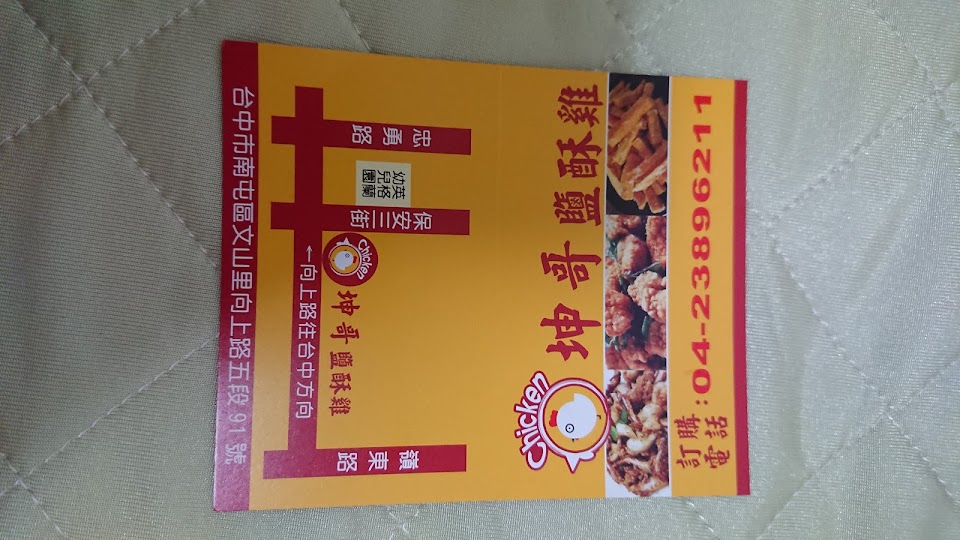 訂購電話:04-23896211
坤哥鹽酥雞
chicken
忠勇路
英格蘭
幼兒園
保安三街
chicken
坤哥鹽酥雞
←向上路往台中方向
嶺東路
台中市南屯區文山里向上路五段91號